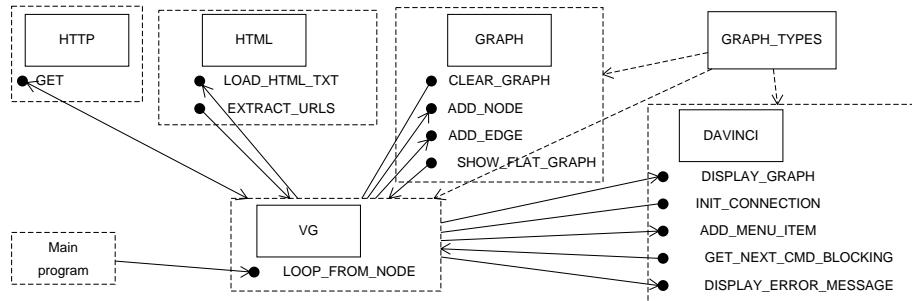 HTTP
GET
HTML
LOAD_HTML_TXT
EXTRACT_URLS
GRAPH
CLEAR_GRAPH
ADD_NODE
ADD_EDGE
SHOW_FLAT_GRAPH
GRAPH_TYPES
DAVINCI
DISPLAY_GRAPH
INIT_CONNECTION
ADD_MENU_ITEM
GET_NEXT_CMD_BLOCKING
DISPLAY_ERROR_MESSAGE
VG
LOOP_FROM_NODE
Main
program